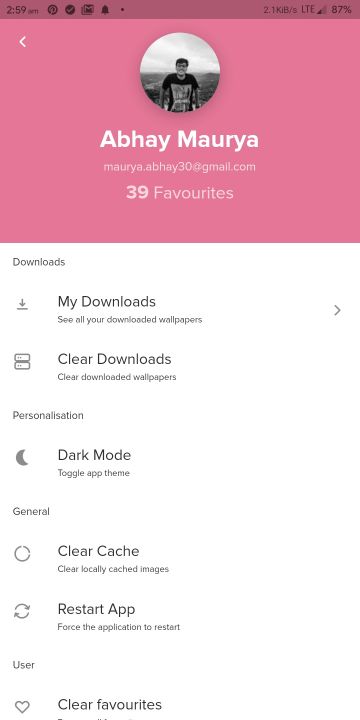 2:59 am 2.1KiB/s LTE 87%
Abhay Maurya
maurya.abhay30@gmail.com
39 Favourites
Downloads
My Downloads
See all your downloaded wallpapers
Clear Downloads
Clear downloaded wallpapers
Personalisation
Dark Mode
Toggle app theme
General
Clear Cache
Clear locally cached images
Restart App
Force the application to restart
User
Clear favourites